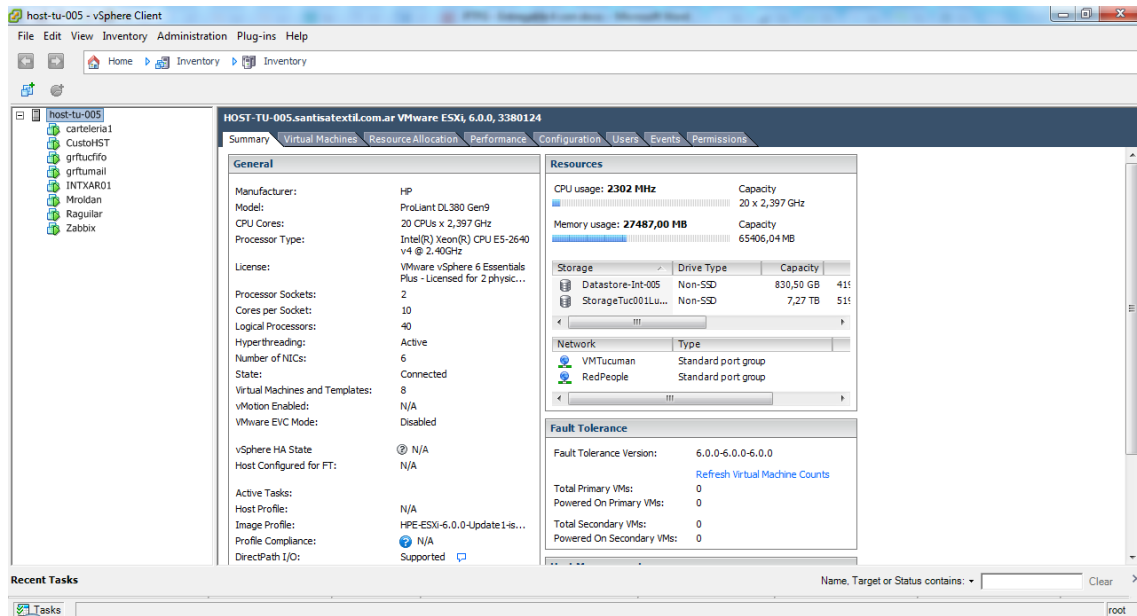 host-tu-005 - vSphere Client
File Edit View Inventory Administration Plug-ins Help
Home Inventory Inventory
host-tu-005
carteleria1
CustoHST
grftucfifo
grftumail
INTXAR01
Mroldan
Raguilar
Zabbix
HOST-TU-005.santisatextil.com.ar VMware ESXi, 6.0.0, 3380124
Summary Virtual Machines Resource Allocation Performance Configuration Users Events Permissions
General
Manufacturer: HP
Model: ProLiant DL380 Gen9
CPU Cores: 20 CPUs x 2,397 GHz
Processor Type: Intel(R) Xeon(R) CPU E5-2640
v4 @ 2.40GHz
License: VMware vSphere 6 Essentials
Plus - Licensed for 2 physic...
Processor Sockets: 2
Cores per Socket: 10
Logical Processors: 40
Hyperthreading: Active
Number of NICs: 6
State: Connected
Virtual Machines and Templates: 8
vMotion Enabled: N/A
VMware EVC Mode: Disabled
vSphere HA State N/A
Host Configured for FT: N/A
Active Tasks:
Host Profile: N/A
Image Profile: HPE-ESXi-6.0.0-Update1-is...
Profile Compliance: N/A
DirectPath I/O: Supported
Resources
CPU usage: 2302 MHz Capacity
20 x 2,397 GHz
Memory usage: 27487,00 MB Capacity
65406,04 MB
Storage Drive Type Capacity
Datastore-Int-005 Non-SSD 830,50 GB 419
StorageTuc001Lu... Non-SSD 7,27 TB 519
Network Type
VMTucuman Standard port group
RedPeople Standard port group
Fault Tolerance
Fault Tolerance Version: 6.0.0-6.0.0-6.0.0
Refresh Virtual Machine Counts
Total Primary VMs: 0
Powered On Primary VMs: 0
Total Secondary VMs: 0
Powered On Secondary VMs: 0
Recent Tasks
Name, Target or Status contains: Clear
Tasks
root